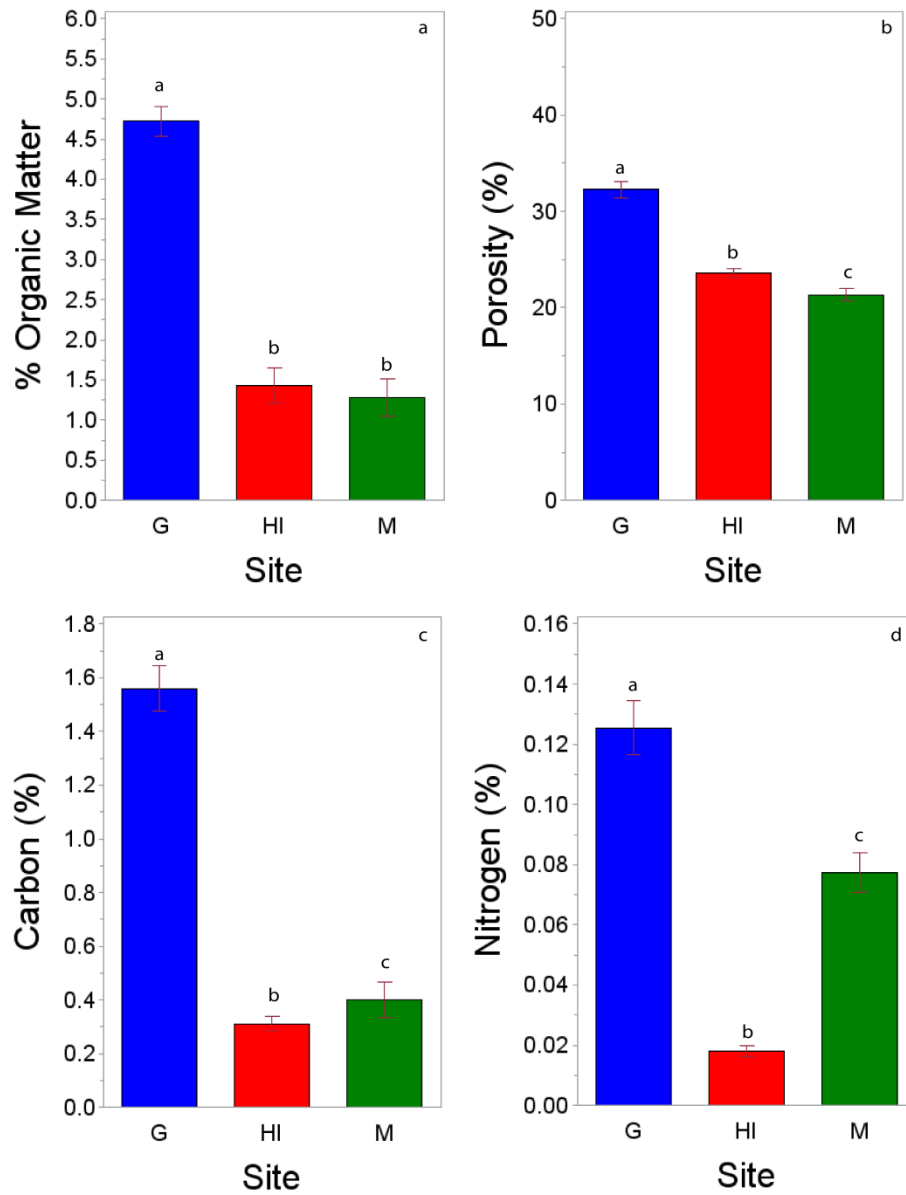 a
% Organic Matter
6.0
5.5
5.0
4.5
4.0
3.5
3.0
2.5
2.0
1.5
1.0
0.5
0.0
a
b
b
G HI M
Site
b
Porosity (%)
50
40
30
20
10
0
a
b
c
G HI M
Site
c
Carbon (%)
1.8
1.6
1.4
1.2
1.0
0.8
0.6
0.4
0.2
0.0
a
b
c
G HI M
Site
d
Nitrogen (%)
0.16
0.14
0.12
0.10
0.08
0.06
0.04
0.02
0.00
a
b
c
G HI M
Site